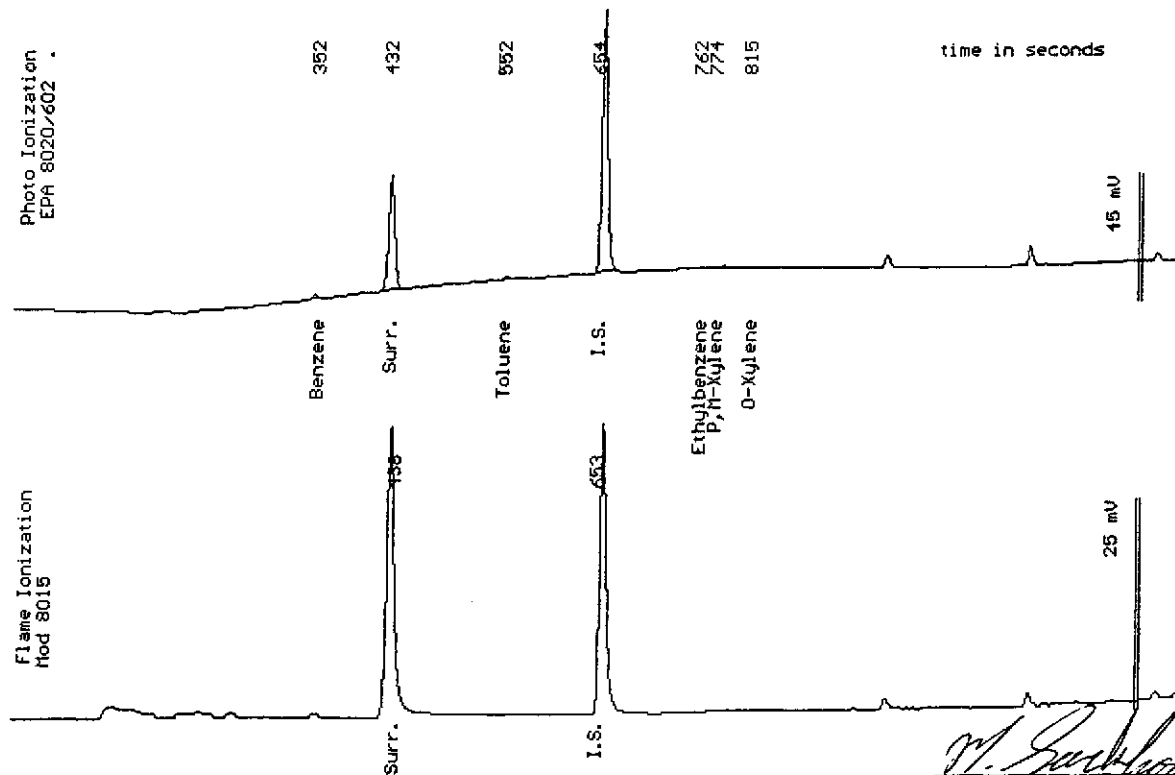 Photo Ionization
EPA 8020/602 .
352
432
552
654
762
774
815
time in seconds
45 mV
Benzene
Surr.
Toluene
I.S.
Ethylbenzene
P,M-Xylene
O-Xylene
Flame Ionization
Mod 8015
653
25 mV
Surr.
I.S.